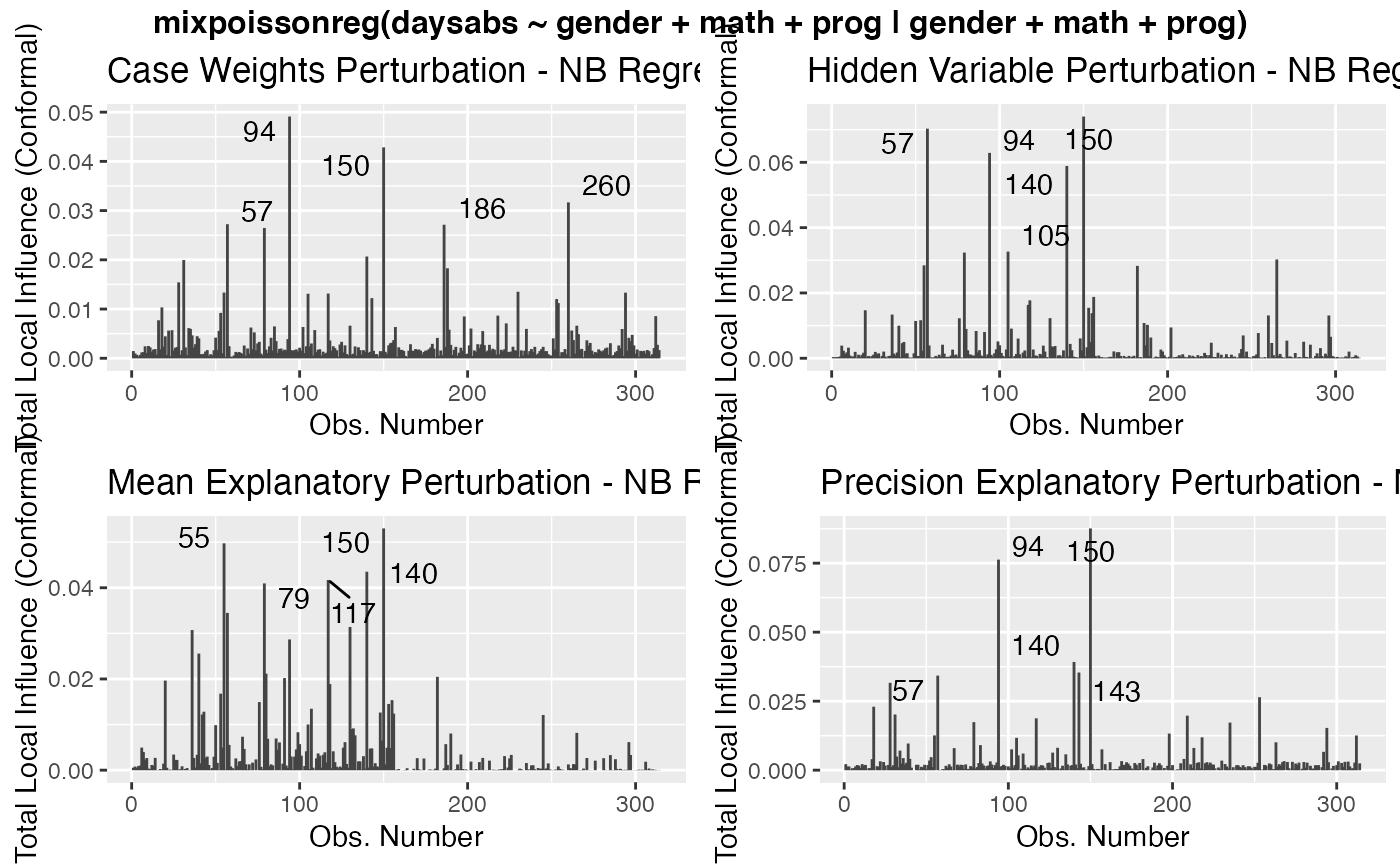 mixpoissonreg(daysabs ~ gender + math + prog | gender + math + prog)
Case Weights Perturbation - NB Regre
Total Local Influence (Conformal)
0.05
0.04
0.03
0.02
0.01
0.00
94
150
57
186
260
0 100 200 300
Obs. Number
Hidden Variable Perturbation - NB Reg
Total Local Influence (Conformal)
0.06
0.04
0.02
0.00
57
94
150
140
105
0 100 200 300
Obs. Number
Mean Explanatory Perturbation - NB R
Total Local Influence (Conformal)
0.04
0.02
0.00
55
150
140
79
117
0 100 200 300
Obs. Number
Precision Explanatory Perturbation - N
Total Local Influence (Conformal)
0.075
0.050
0.025
0.000
94
150
140
57
143
0 100 200 300
Obs. Number